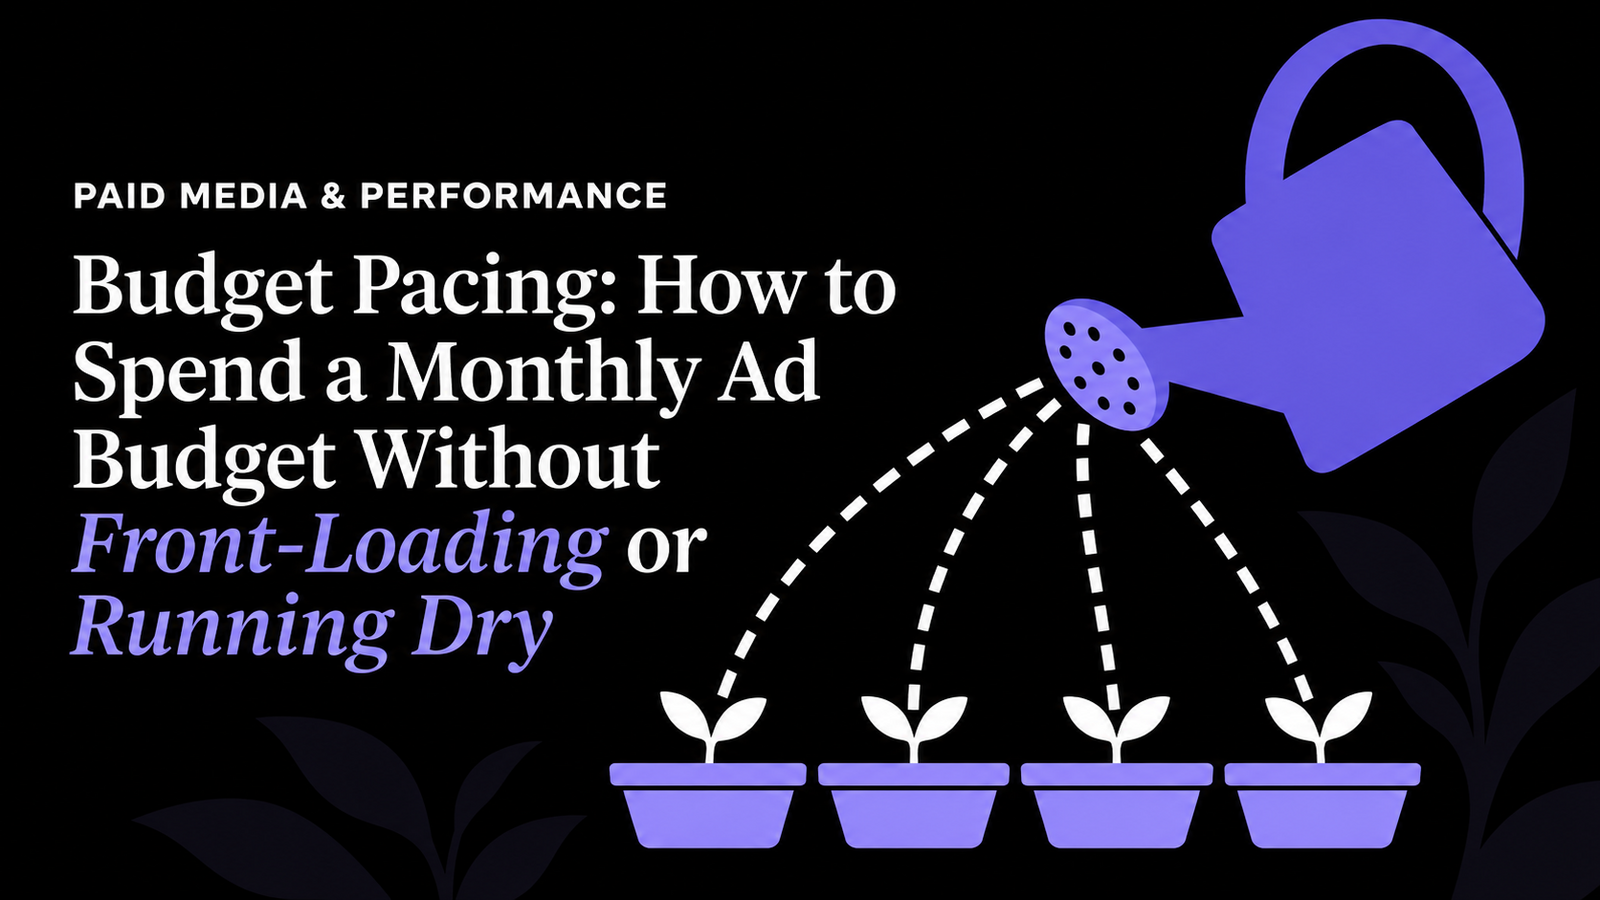 PAID MEDIA & PERFORMANCE
Budget Pacing: How to
Spend a Monthly Ad
Budget Without
Front-Loading or
Running Dry